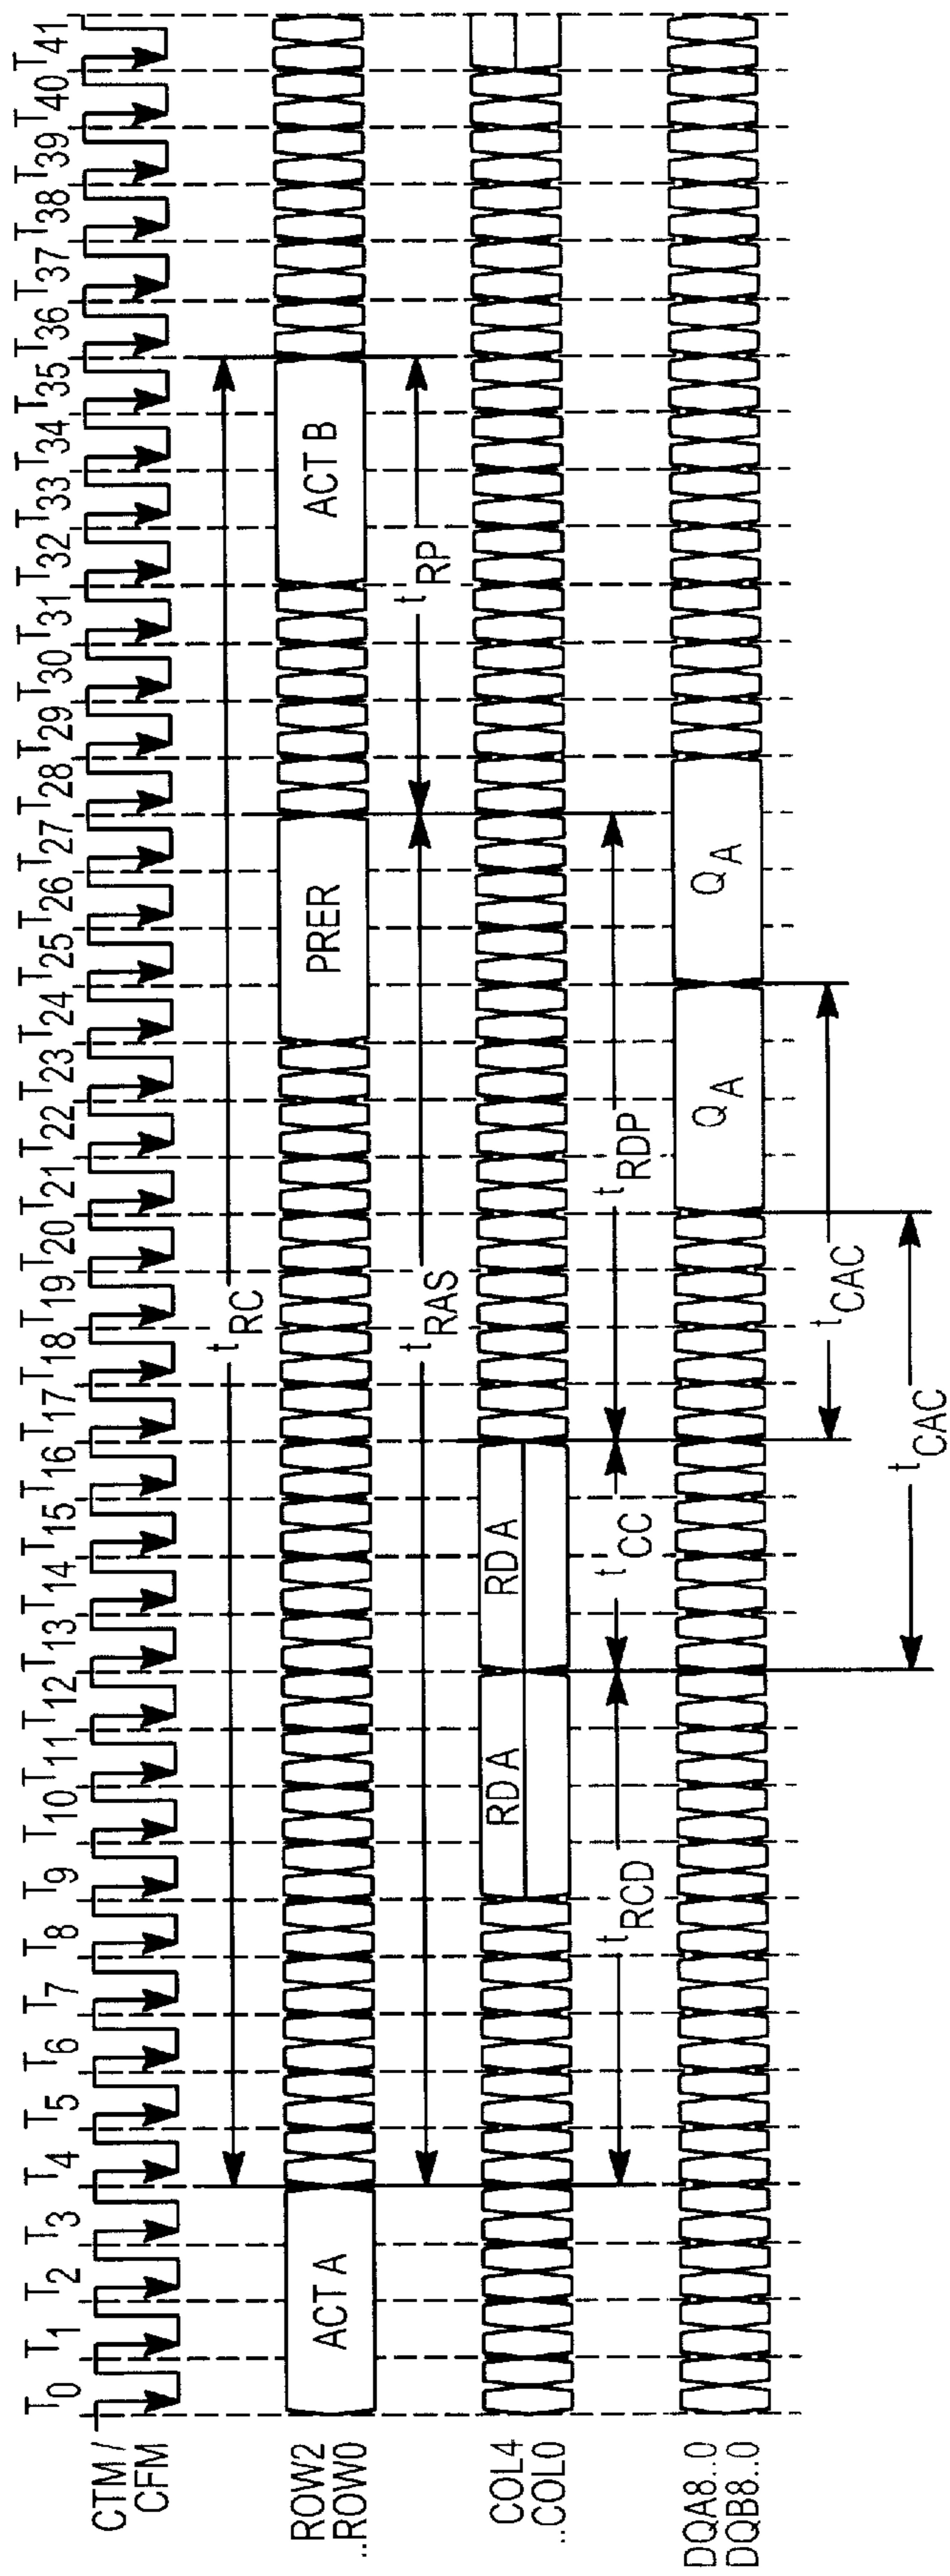 T0 T1 T2 T3 T4 T5 T6 T7 T8 T9 T10 T11 T12 T13 T14 T15 T16 T17 T18 T19 T20 T21 T22 T23 T24 T25 T26 T27 T28 T29 T30 T31 T32 T33 T34 T35 T36 T37 T38 T39 T40 T41
CTM /
CFM
tRC
ROW2
..ROW0
ACT A
PRER
ACT B
tRAS
tRP
COL4
..COL0
RD A
RD A
tRCD
tCC
tRDP
DQA8..0
DQB8..0
QA
QA
tCAC
tCAC